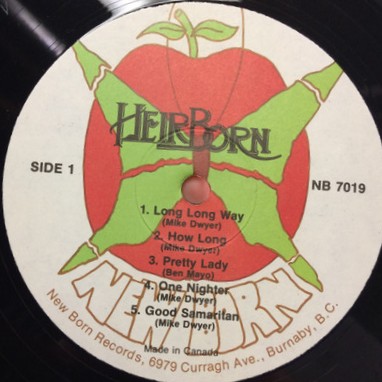 HEIRBORN
SIDE 1
NB 7019
1. Long Long Way
(Mike Dwyer)
2. How Long
(Mike Dwyer)
3. Pretty Lady
(Ben Mayo)
4. One Nighter
(Mike Dwyer)
5. Good Samaritan
(Mike Dwyer)
NEWBORN
Made in Canada
New Born Records, 6979 Curragh Ave., Burnaby, B.C.